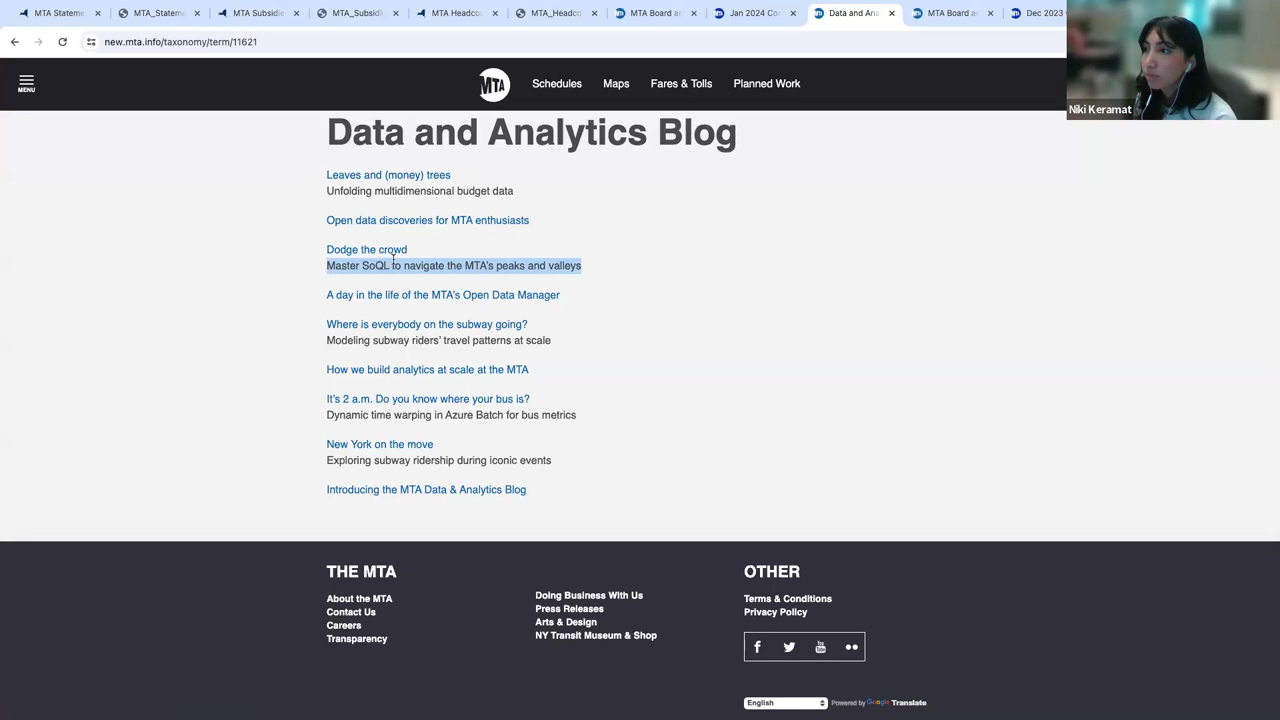 MTA Statem
MTA_Statem
MTA Subsidie
MTA_Subsidi
MTA Headco
MTA_Headco
MTA Board a
Jan 2024 Co
Data and Ana
MTA Board a
Dec 2023
new.mta.info/taxonomy/term/11621
MENU
MTA
Schedules Maps Fares & Tolls Planned Work
Niki Keramat
Data and Analytics Blog
Leaves and (money) trees
Unfolding multidimensional budget data
Open data discoveries for MTA enthusiasts
Dodge the crowd
Master SoQL to navigate the MTA's peaks and valleys
A day in the life of the MTA's Open Data Manager
Where is everybody on the subway going?
Modeling subway riders' travel patterns at scale
How we build analytics at scale at the MTA
It's 2 a.m. Do you know where your bus is?
Dynamic time warping in Azure Batch for bus metrics
New York on the move
Exploring subway ridership during iconic events
Introducing the MTA Data & Analytics Blog
THE MTA
About the MTA
Contact Us
Careers
Transparency
Doing Business With Us
Press Releases
Arts & Design
NY Transit Museum & Shop
OTHER
Terms & Conditions
Privacy Policy
English
Powered by Google Translate